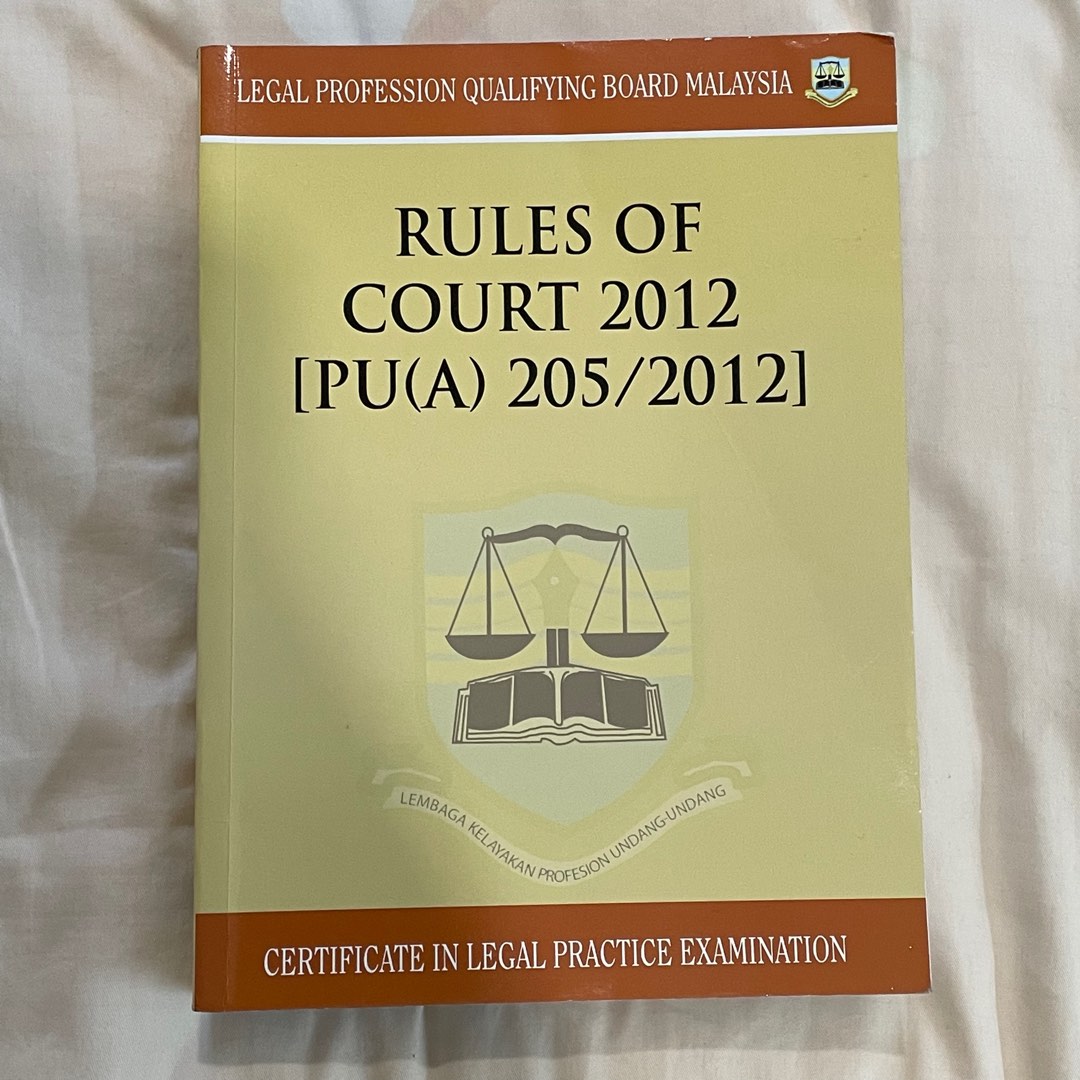 LEGAL PROFESSION QUALIFYING BOARD MALAYSIA
RULES OF
COURT 2012
[PU(A) 205/2012]
LEMBAGA KELAYAKAN PROFESION UNDANG-UNDANG
CERTIFICATE IN LEGAL PRACTICE EXAMINATION